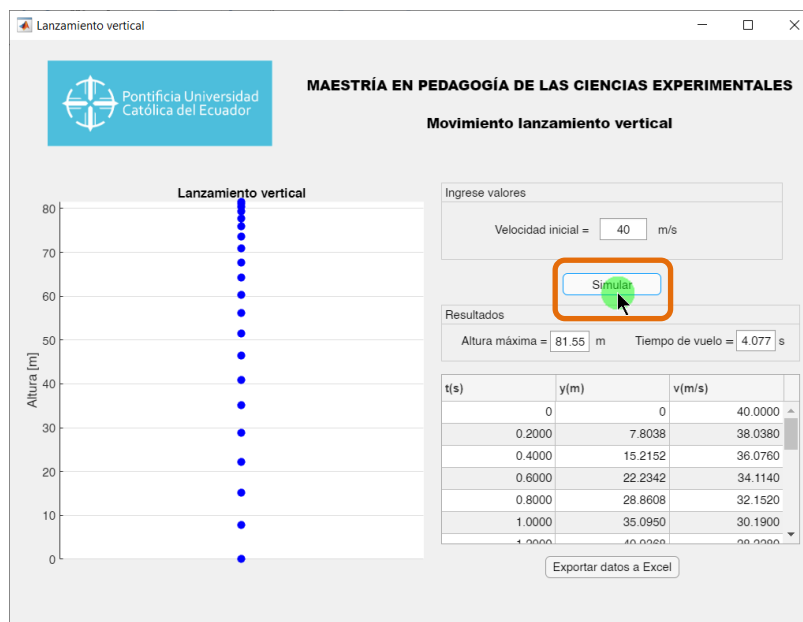 Lanzamiento vertical
Pontificia Universidad
Católica del Ecuador
MAESTRÍA EN PEDAGOGÍA DE LAS CIENCIAS EXPERIMENTALES
Movimiento lanzamiento vertical
Lanzamiento vertical
80
70
60
50
40
30
20
10
0
Altura [m]
Ingrese valores
Velocidad inicial = 40 m/s
Simular
Resultados
Altura máxima = 81.55 m Tiempo de vuelo = 4.077 s
t(s) y(m) v(m/s)
0 0 40.0000
0.2000 7.8038 38.0380
0.4000 15.2152 36.0760
0.6000 22.2342 34.1140
0.8000 28.8608 32.1520
1.0000 35.0950 30.1900
Exportar datos a Excel